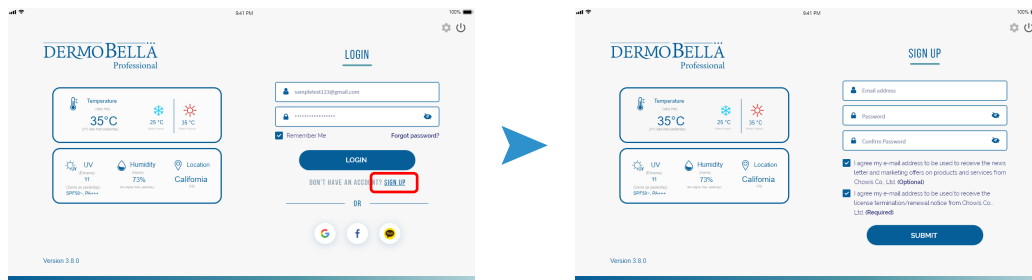 9:41 PM
100%
DERMOBELLA
Professional
LOGIN
Temperature
35°C
25 °C
35 °C
UV
11
SPF50~, PA+++
Humidity
73%
Location
California
sampletest123@gmail.com
Remember Me
Forgot password?
LOGIN
DON'T HAVE AN ACCOUNT? SIGN UP
OR
Version 3.8.0
9:41 PM
100%
DERMOBELLA
Professional
SIGN UP
Temperature
35°C
25 °C
35 °C
UV
11
SPF50~, PA+++
Humidity
73%
Location
California
Email address
Password
Confirm Password
I agree my e-mail address to be used to receive the news
letter and marketing offers on products and services from
Chowis Co., Ltd. (Optional)
I agree my e-mail address to be used to receive the
license termination/renewal notice from Chowis Co.,
Ltd. (Required)
SUBMIT
Version 3.8.0